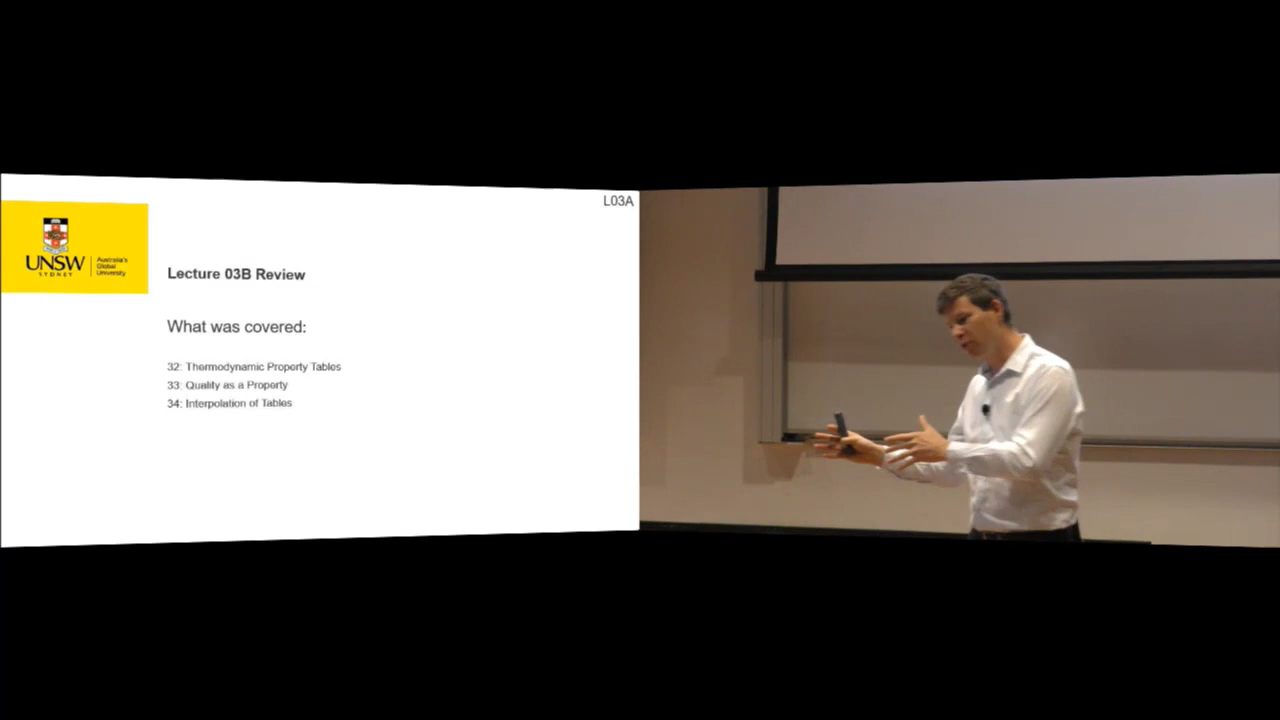 L03A
UNSW
SYDNEY
Australia's
Global
University
Lecture 03B Review
What was covered:
32: Thermodynamic Property Tables
33: Quality as a Property
34: Interpolation of Tables